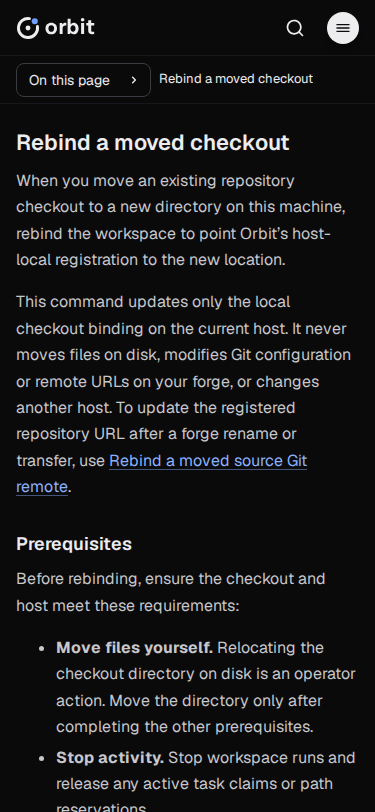 orbit
On this page
Rebind a moved checkout
Rebind a moved checkout
When you move an existing repository
checkout to a new directory on this machine,
rebind the workspace to point Orbit's host-
local registration to the new location.
This command updates only the local
checkout binding on the current host. It never
moves files on disk, modifies Git configuration
or remote URLs on your forge, or changes
another host. To update the registered
repository URL after a forge rename or
transfer, use Rebind a moved source Git
remote.
Prerequisites
Before rebinding, ensure the checkout and
host meet these requirements:
• Move files yourself. Relocating the
checkout directory on disk is an operator
action. Move the directory only after
completing the other prerequisites.
• Stop activity. Stop workspace runs and
release any active task claims or path
reservations.